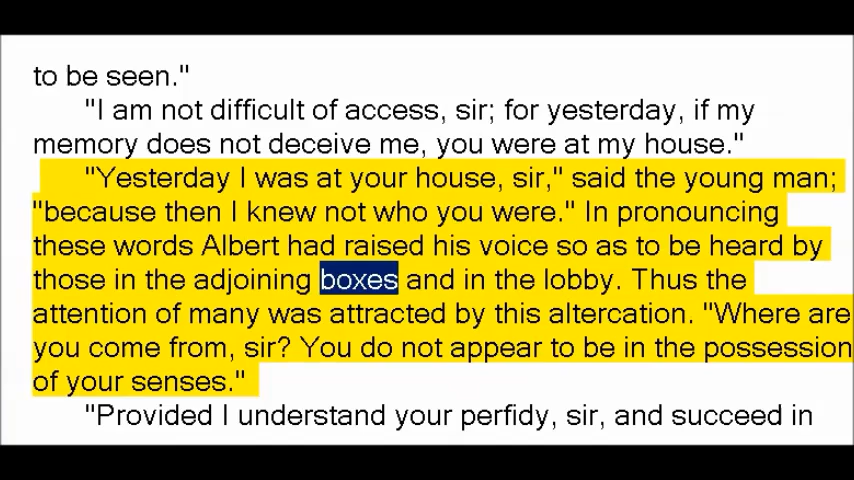 to be seen."
"I am not difficult of access, sir; for yesterday, if my
memory does not deceive me, you were at my house."
"Yesterday I was at your house, sir," said the young man;
"because then I knew not who you were." In pronouncing
these words Albert had raised his voice so as to be heard by
those in the adjoining boxes and in the lobby. Thus the
attention of many was attracted by this altercation. "Where are
you come from, sir? You do not appear to be in the possession
of your senses."
"Provided I understand your perfidy, sir, and succeed in